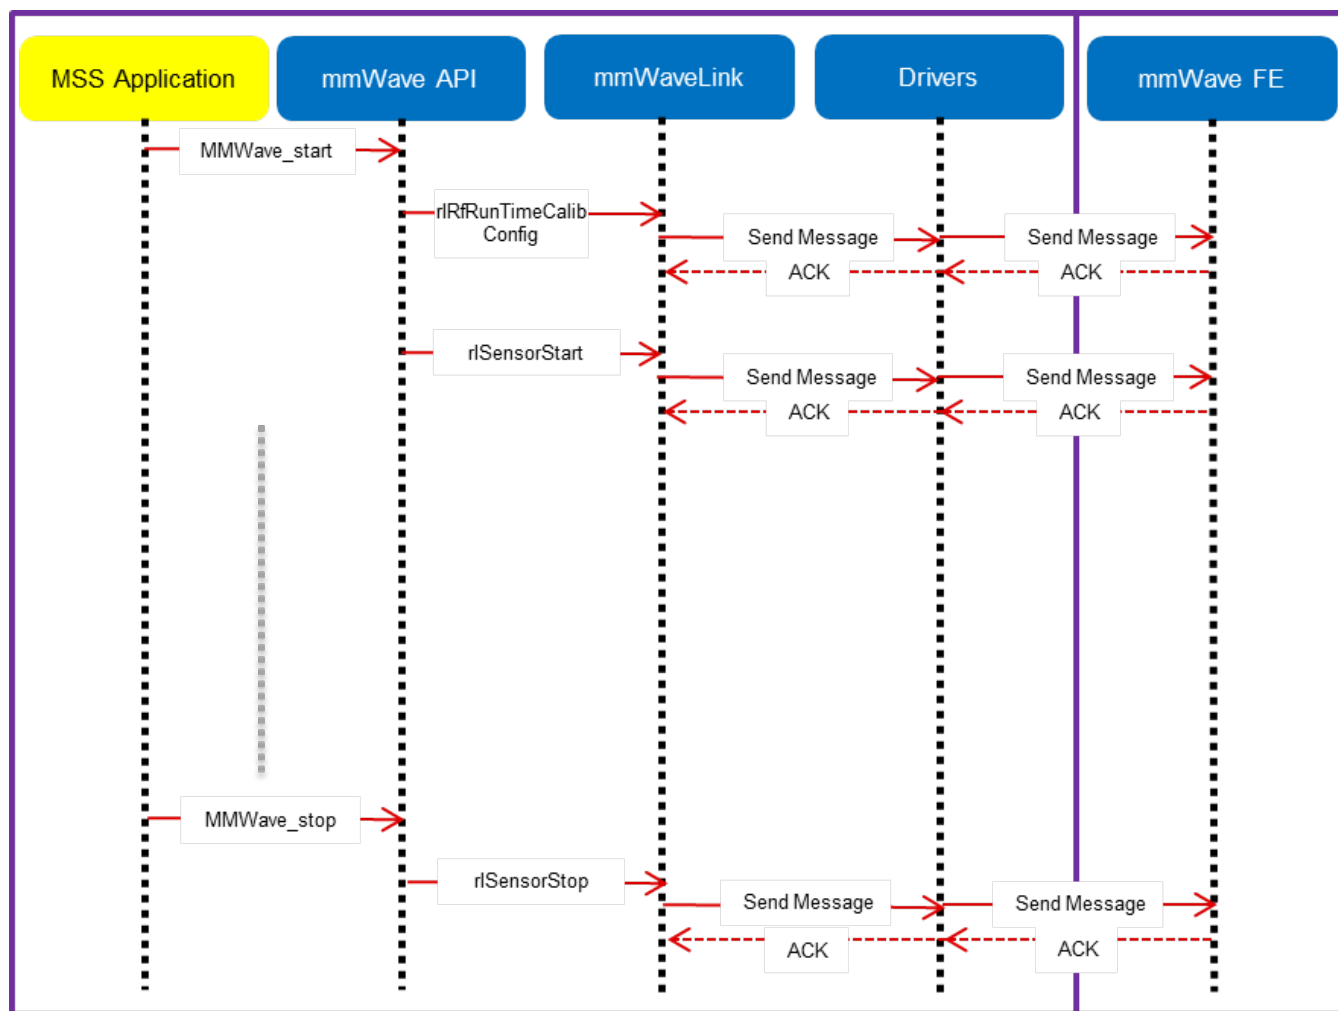 MSS Application
mmWave API
mmWaveLink
Drivers
mmWave FE
MMWave_start
rlRfRunTimeCalib
Config
Send Message
Send Message
ACK
ACK
rlSensorStart
Send Message
Send Message
ACK
ACK
MMWave_stop
rlSensorStop
Send Message
Send Message
ACK
ACK